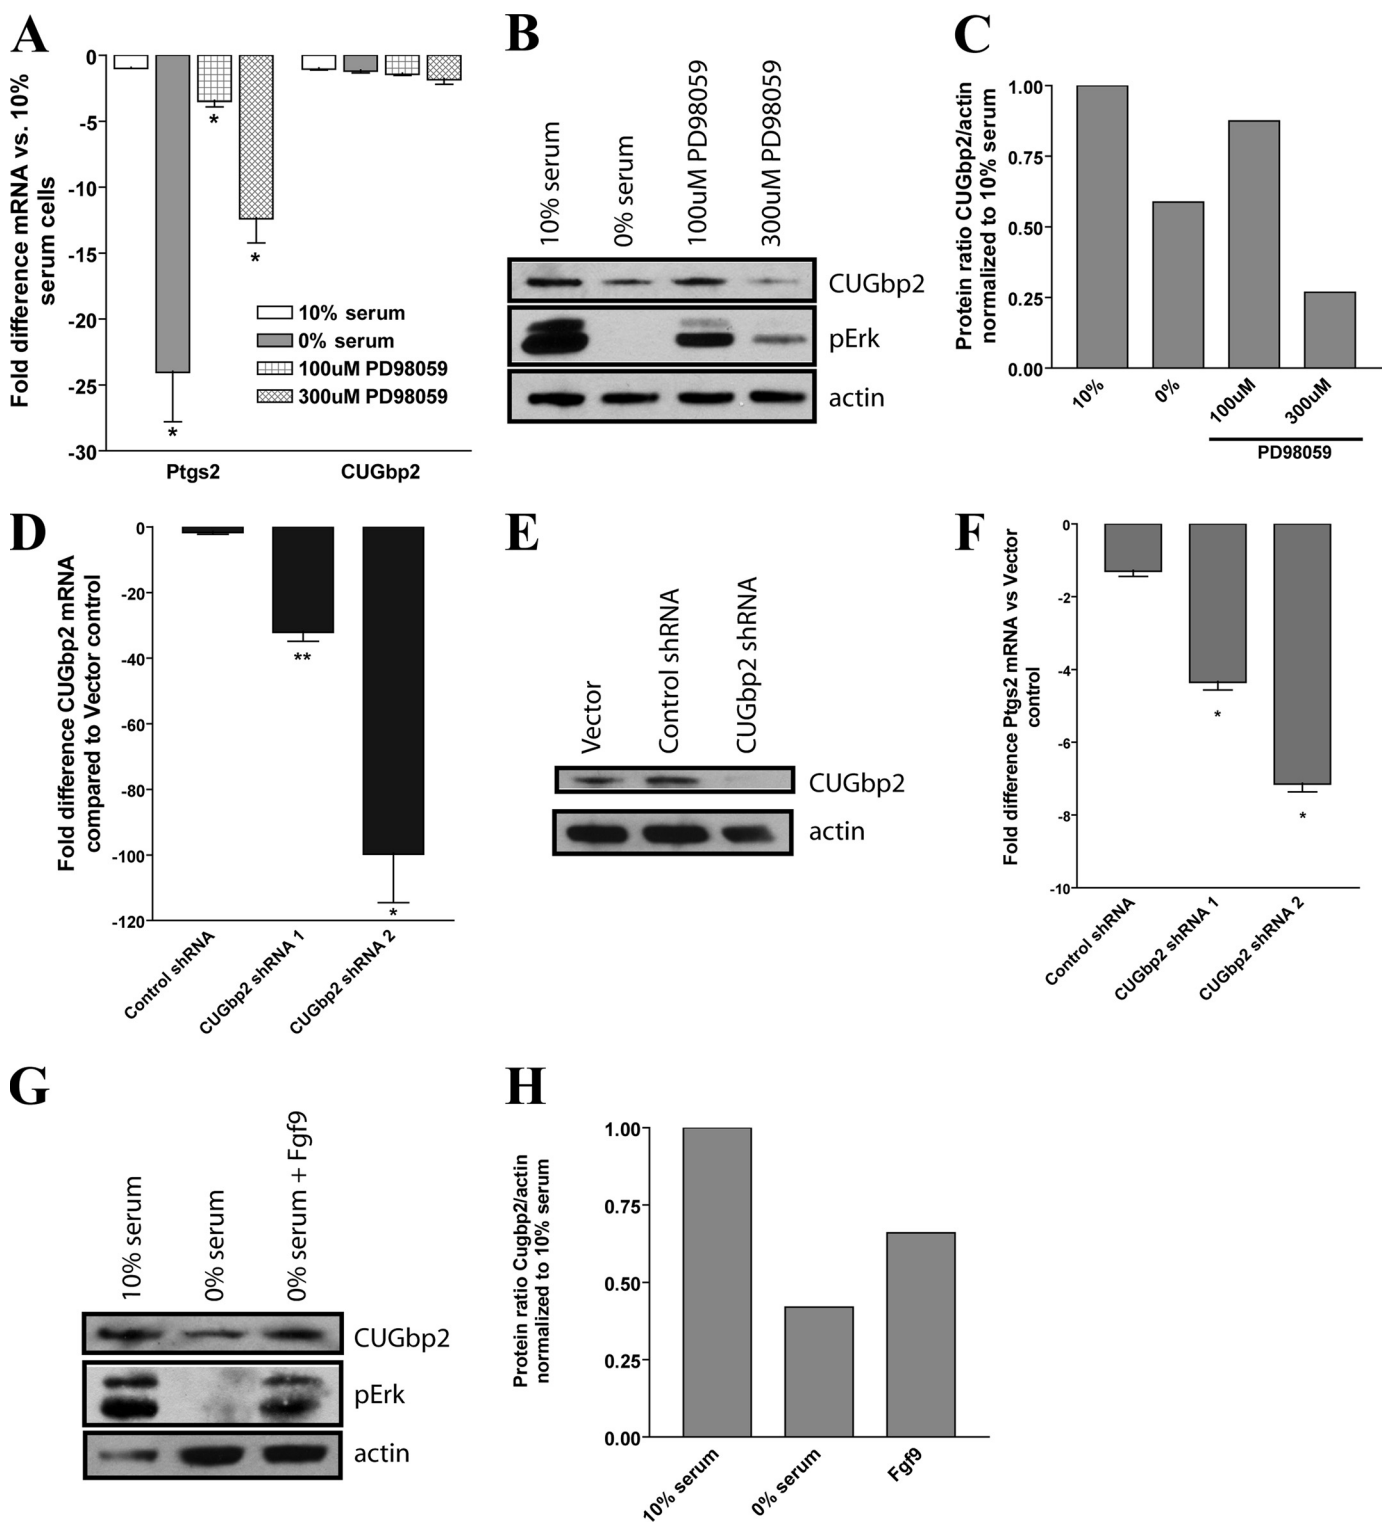 A
Fold difference mRNA vs. 10%
serum cells
0
-5
-10
-15
-20
-25
-30
*
*
*
10% serum
0% serum
100uM PD98059
300uM PD98059
Ptgs2
CUGbp2
B
10% serum
0% serum
100uM PD98059
300uM PD98059
CUGbp2
pErk
actin
C
Protein ratio CUGbp2/actin
normalized to 10% serum
1.00
0.75
0.50
0.25
0.00
10%
0%
100uM
300uM
PD98059
D
Fold difference CUGbp2 mRNA
compared to Vector control
0
-20
-40
-60
-80
-100
-120
**
*
Control shRNA
CUGbp2 shRNA 1
CUGbp2 shRNA 2
E
Vector
Control shRNA
CUGbp2 shRNA
CUGbp2
actin
F
Fold difference Ptgs2 mRNA vs Vector
control
0
-2
-4
-6
-8
-10
*
*
Control shRNA
CUGbp2 shRNA 1
CUGbp2 shRNA 2
G
10% serum
0% serum
0% serum + Fgf9
CUGbp2
pErk
actin
H
Protein ratio Cugbp2/actin
normalized to 10% serum
1.00
0.75
0.50
0.25
0.00
10% serum
0% serum
Fgf9